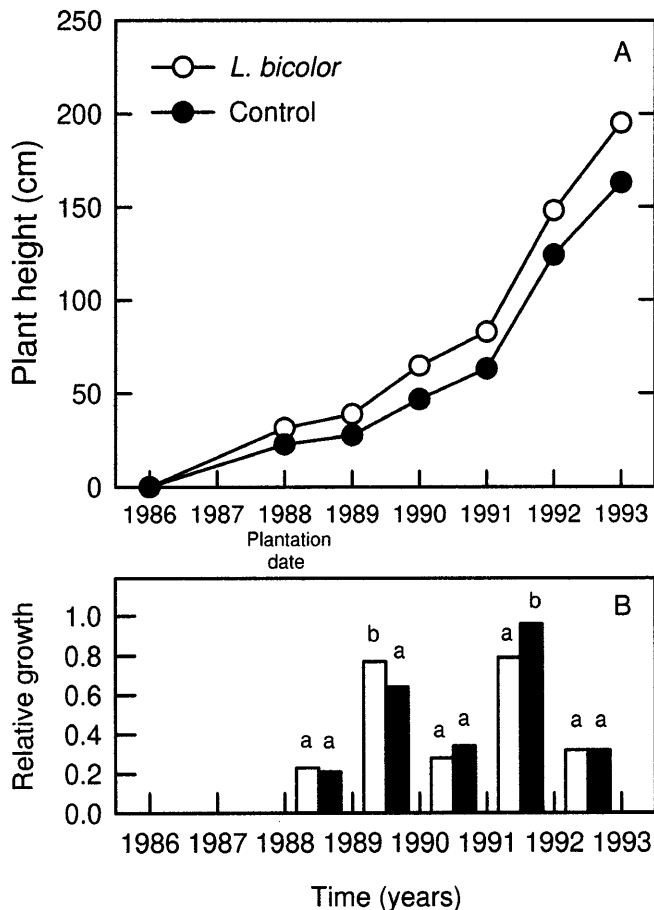 250
A
L. bicolor
Control
200
150
100
50
0
Plant height (cm)
1986 1987 1988 1989 1990 1991 1992 1993
Plantation
date
B
1.0
0.8
0.6
0.4
0.2
0.0
Relative growth
a a b a a a a b a a
1986 1987 1988 1989 1990 1991 1992 1993
Time (years)